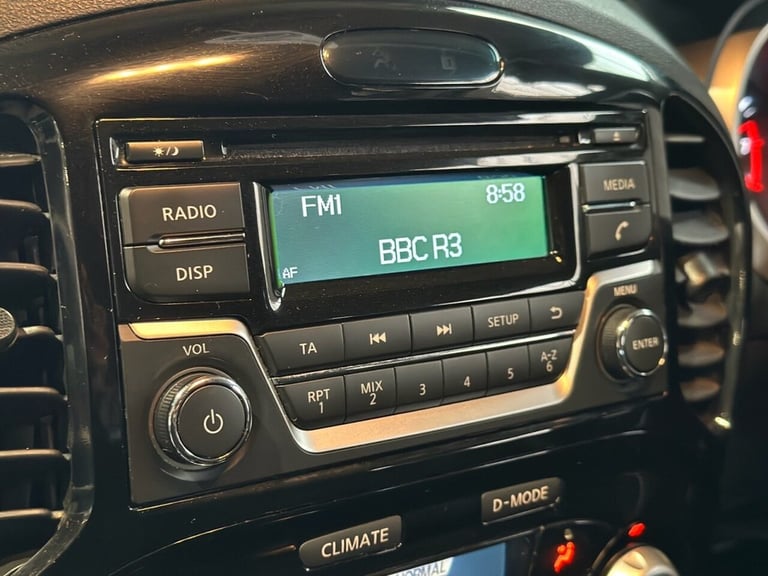 RADIO
DISP
FM1 8:58
BBC R3
AF
MEDIA
VOL
TA
SETUP
MENU
ENTER
RPT
1
MIX
2
3
4
5
A-Z
6
D-MODE
CLIMATE
NORMAL